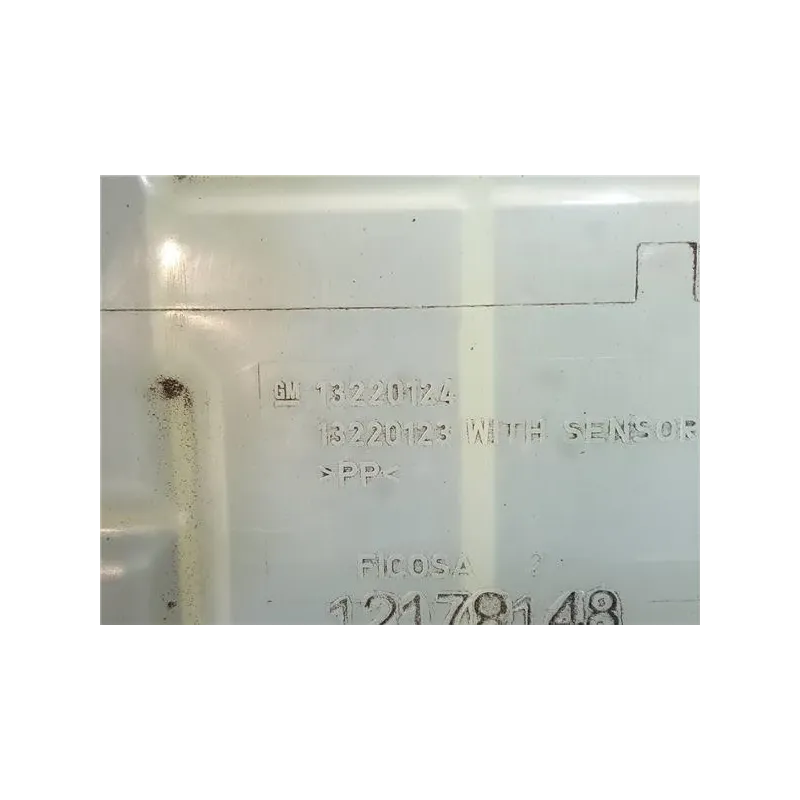 GM 13220124
13220123 WITH SENSOR
>PP<
FICOSA
12178148